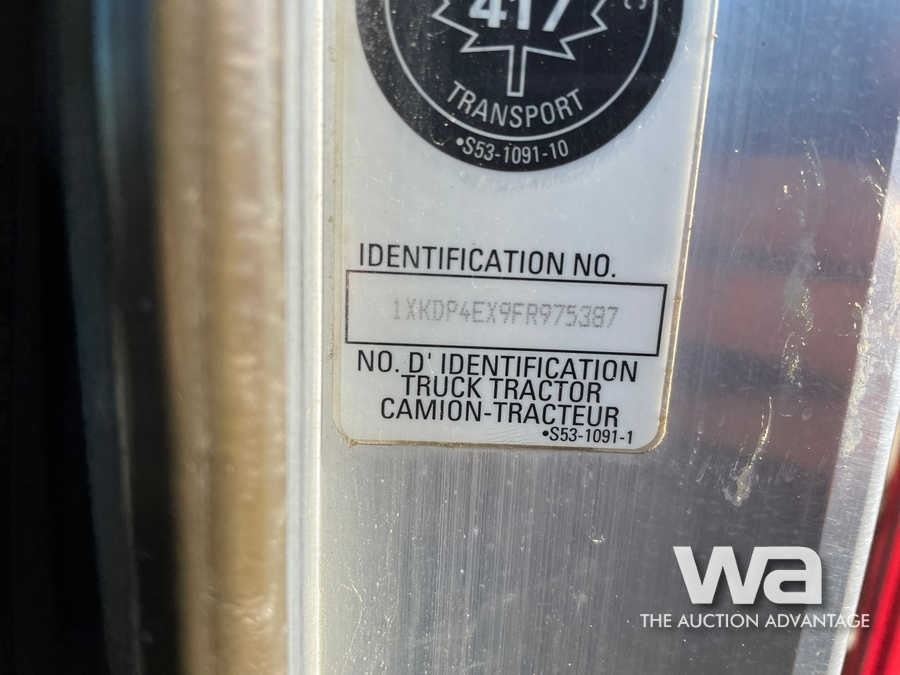 417
TRANSPORT
•S53-1091-10
IDENTIFICATION NO.
1XKDP4EX9FR975387
NO. D' IDENTIFICATION
TRUCK TRACTOR
CAMION-TRACTEUR
•S53-1091-1
wa
THE AUCTION ADVANTAGE